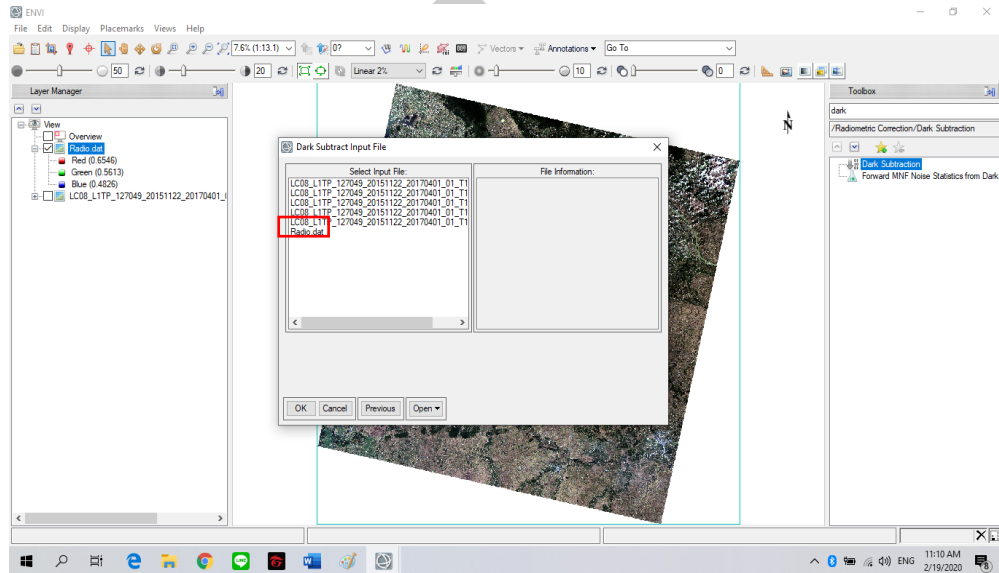 ENVI
File Edit Display Placemarks Views Help
7.6% (1:13.1) 0? Vectors Annotations Go To
50 20 Linear 2% 10 0
Layer Manager
View
Overview
Radio.dat
Red (0.6546)
Green (0.5613)
Blue (0.4826)
LC08_L1TP_127049_20151122_20170401_(
N
Dark Subtract Input File
Select Input File:
LC08_L1TP_127049_20151122_20170401_01_T1
LC08_L1TP_127049_20151122_20170401_01_T1
LC08_L1TP_127049_20151122_20170401_01_T1
LC08_L1TP_127049_20151122_20170401_01_T1
LC08_L1TP_127049_20151122_20170401_01_T1
Radio.dat
File Information:
OK Cancel Previous Open
Toolbox
dark
/Radiometric Correction/Dark Subtraction
Dark Subtraction
Forward MNF Noise Statistics from Dark
ENG
11:10 AM
2/19/2020